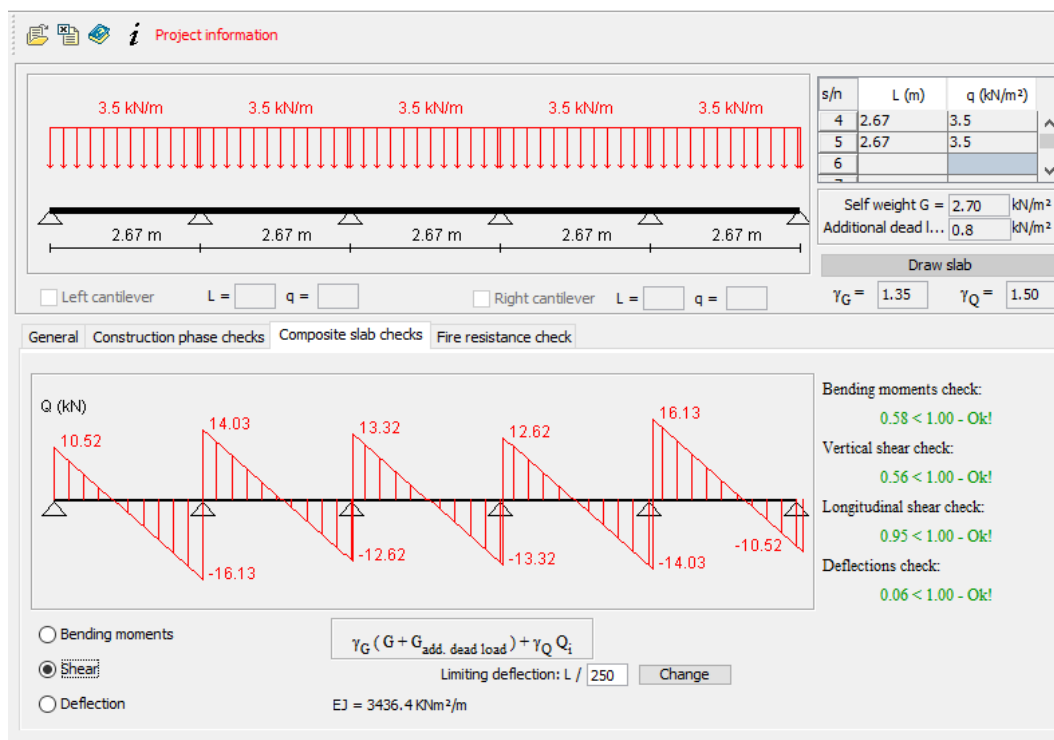 i Project information
3.5 kN/m 3.5 kN/m 3.5 kN/m 3.5 kN/m 3.5 kN/m
2.67 m 2.67 m 2.67 m 2.67 m 2.67 m
s/n L (m) q (kN/m²)
4 2.67 3.5
5 2.67 3.5
6
Self weight G = 2.70 kN/m²
Additional dead l... 0.8 kN/m²
Draw slab
Left cantilever L = q = Right cantilever L = q =
γG = 1.35 γQ = 1.50
General Construction phase checks Composite slab checks Fire resistance check
Q (kN)
10.52 14.03 13.32 12.62 16.13
-16.13 -12.62 -13.32 -14.03 -10.52
Bending moments check:
0.58 < 1.00 - Ok!
Vertical shear check:
0.56 < 1.00 - Ok!
Longitudinal shear check:
0.95 < 1.00 - Ok!
Deflections check:
0.06 < 1.00 - Ok!
Bending moments
Shear
Deflection
γG ( G + Gadd. dead load ) + γQ Qi
Limiting deflection: L / 250 Change
EJ = 3436.4 KNm²/m